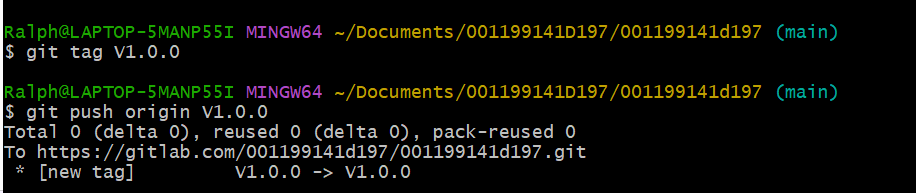 Ralph@LAPTOP-5MANP55I MINGW64 ~/Documents/001199141D197/001199141d197 (main)
$ git tag V1.0.0
Ralph@LAPTOP-5MANP55I MINGW64 ~/Documents/001199141D197/001199141d197 (main)
$ git push origin V1.0.0
Total 0 (delta 0), reused 0 (delta 0), pack-reused 0
To https://gitlab.com/001199141d197/001199141d197.git
 * [new tag]         V1.0.0 -> V1.0.0